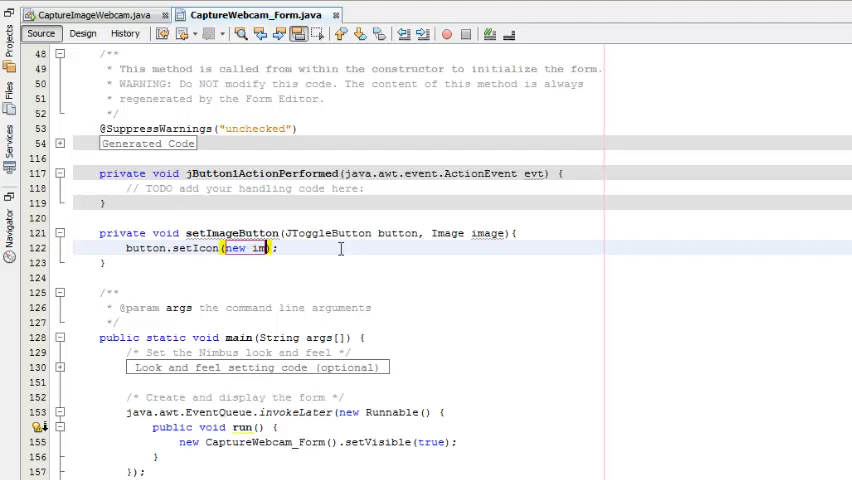 CaptureImageWebcam.java
CaptureWebcam_Form.java
Source Design History
Projects
Files
Services
Navigator
48 /**
49 * This method is called from within the constructor to initialize the form.
50 * WARNING: Do NOT modify this code. The content of this method is always
51 * regenerated by the Form Editor.
52 */
53 @SuppressWarnings("unchecked")
54 Generated Code
116
117 private void jButton1ActionPerformed(java.awt.event.ActionEvent evt) {
118 // TODO add your handling code here:
119 }
120
121 private void setImageButton(JToggleButton button, Image image){
122 button.setIcon(new im);
123 }
124
125 /**
126 * @param args the command line arguments
127 */
128 public static void main(String args[]) {
129 /* Set the Nimbus look and feel */
130 Look and feel setting code (optional)
151
152 /* Create and display the form */
153 java.awt.EventQueue.invokeLater(new Runnable() {
public void run() {
155 new CaptureWebcam_Form().setVisible(true);
156 }
157 });